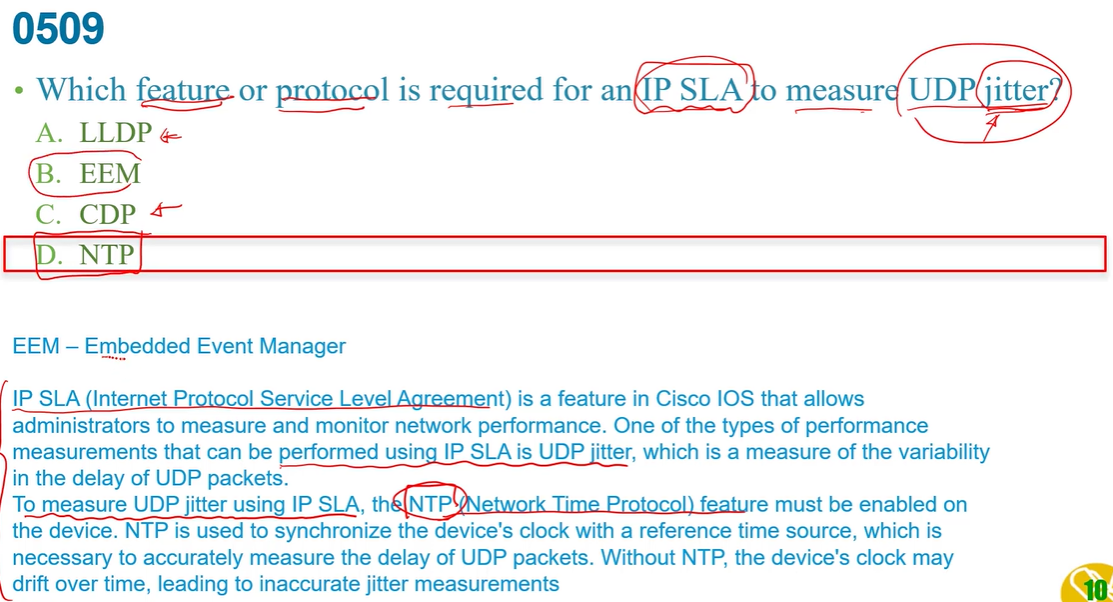 0509
• Which feature or protocol is required for an IP SLA to measure UDP jitter?
A. LLDP
B. EEM
C. CDP
D. NTP
EEM – Embedded Event Manager
IP SLA (Internet Protocol Service Level Agreement) is a feature in Cisco IOS that allows
administrators to measure and monitor network performance. One of the types of performance
measurements that can be performed using IP SLA is UDP jitter, which is a measure of the variability
in the delay of UDP packets.
To measure UDP jitter using IP SLA, the NTP (Network Time Protocol) feature must be enabled on
the device. NTP is used to synchronize the device's clock with a reference time source, which is
necessary to accurately measure the delay of UDP packets. Without NTP, the device's clock may
drift over time, leading to inaccurate jitter measurements
10